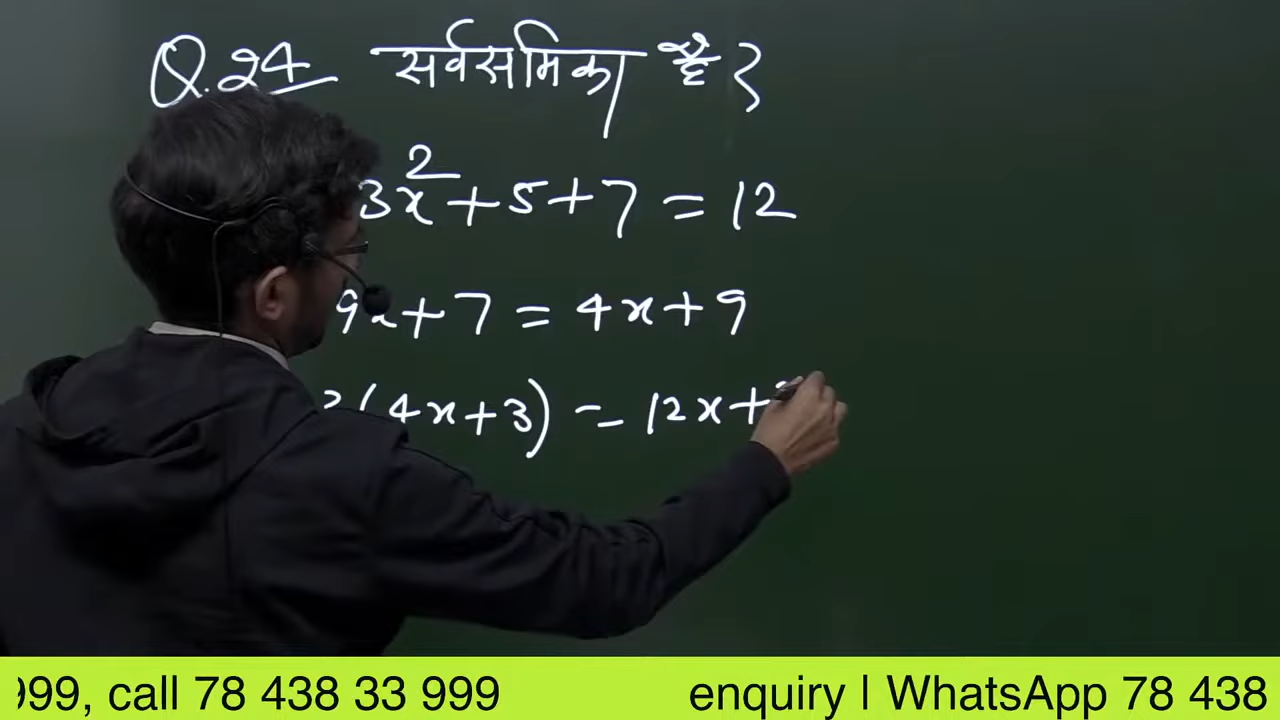 Q.24 सर्वसमिका है?
3x² + 5 + 7 = 12
9x + 7 = 4x + 9
(4x + 3) = 12x +
999, call 78 438 33 999 enquiry | WhatsApp 78 438